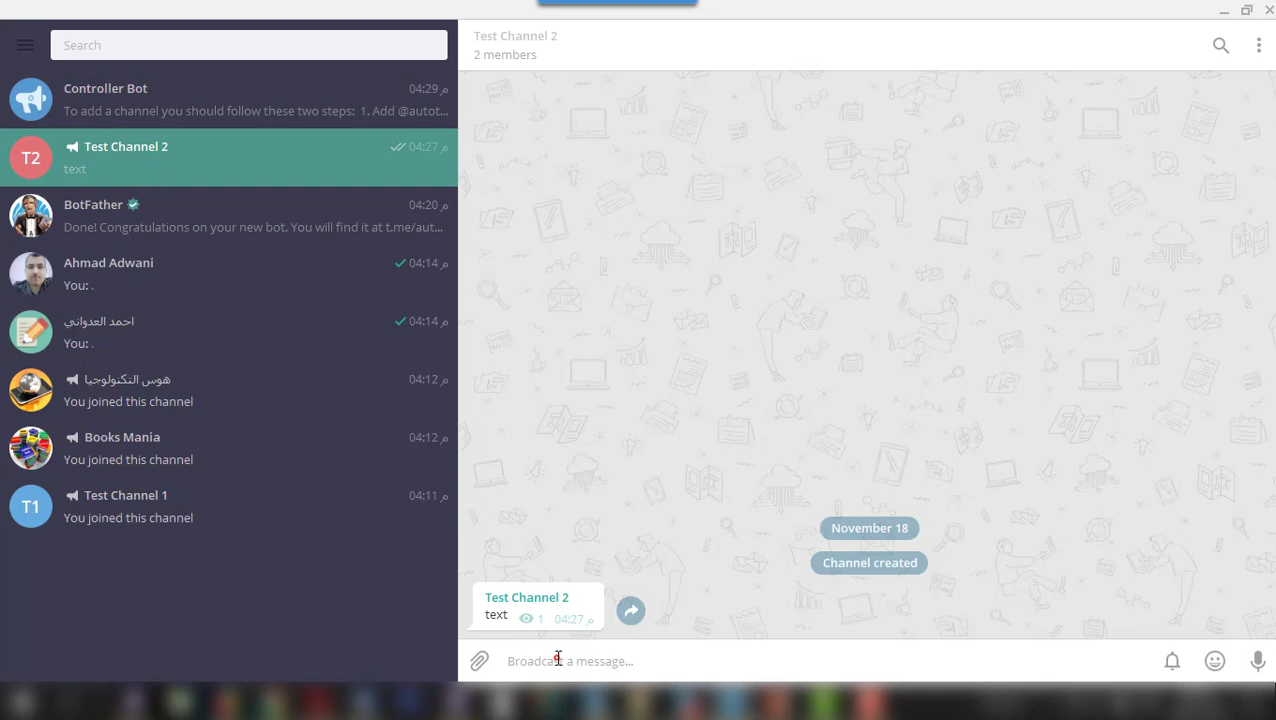 Search
Controller Bot
04:29 م
To add a channel you should follow these two steps: 1. Add @autot...
T2
Test Channel 2
04:27 م
text
BotFather
04:20 م
Done! Congratulations on your new bot. You will find it at t.me/aut...
Ahmad Adwani
04:14 م
You: .
احمد العدواني
04:14 م
You: .
هوس التكنولوجيا
04:12 م
You joined this channel
Books Mania
04:12 م
You joined this channel
T1
Test Channel 1
04:11 م
You joined this channel
Test Channel 2
2 members
November 18
Channel created
Test Channel 2
text 1 04:27 م
Broadcast a message...